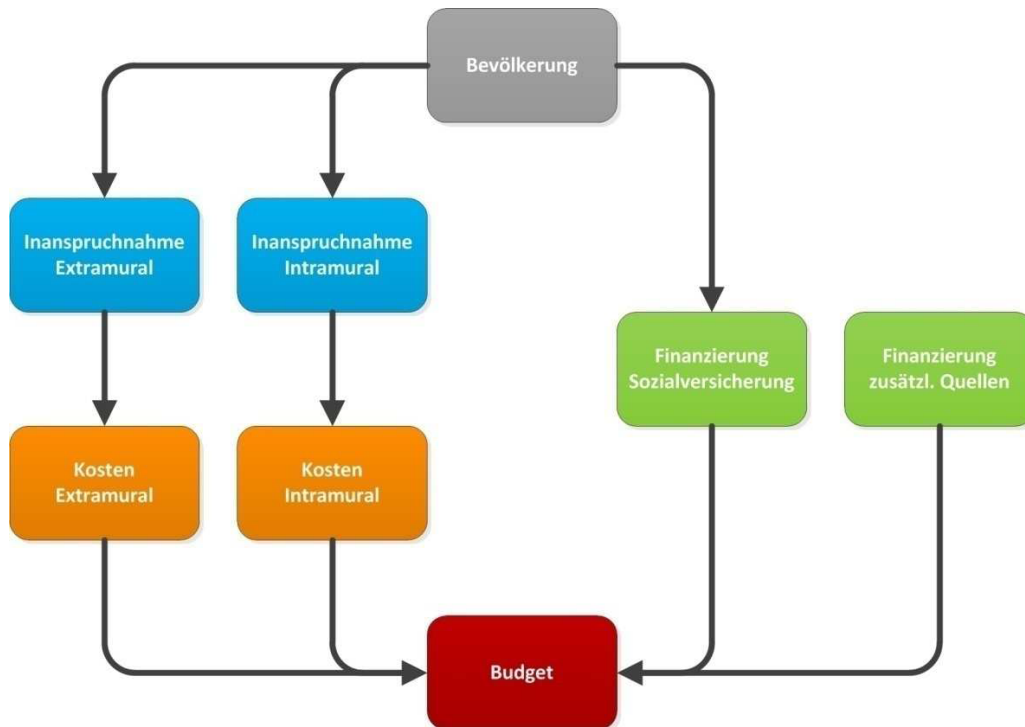 Bevölkerung
Inanspruchnahme
Extramural
Inanspruchnahme
Intramural
Finanzierung
Sozialversicherung
Finanzierung
zusätzl. Quellen
Kosten
Extramural
Kosten
Intramural
Budget